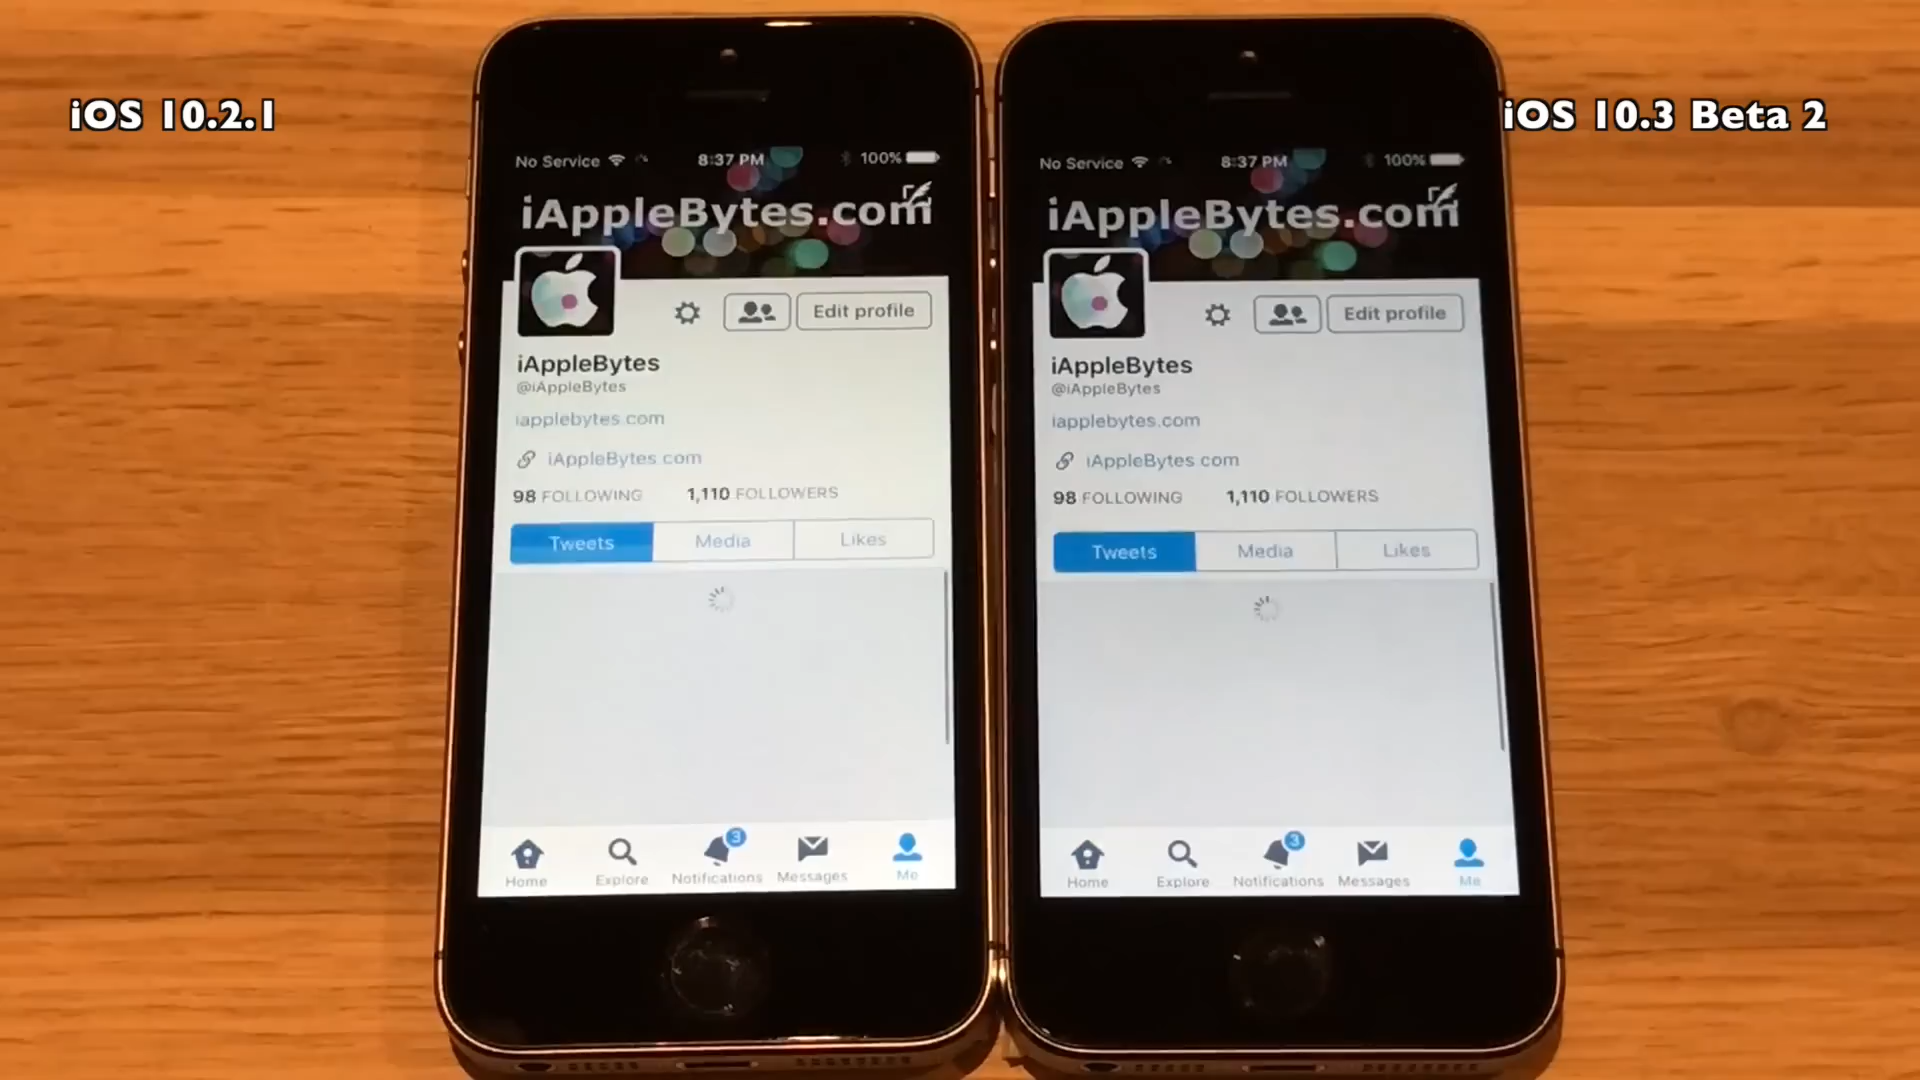 iOS 10.2.1
iOS 10.3 Beta 2
No Service 8:37 PM 100%
iAppleBytes.com
Edit profile
iAppleBytes
@iAppleBytes
iapplebytes.com
iAppleBytes.com
98 FOLLOWING 1,110 FOLLOWERS
Tweets Media Likes
3
Home Explore Notifications Messages Me
No Service 8:37 PM 100%
iAppleBytes.com
Edit profile
iAppleBytes
@iAppleBytes
iapplebytes.com
iAppleBytes.com
98 FOLLOWING 1,110 FOLLOWERS
Tweets Media Likes
3
Home Explore Notifications Messages Me